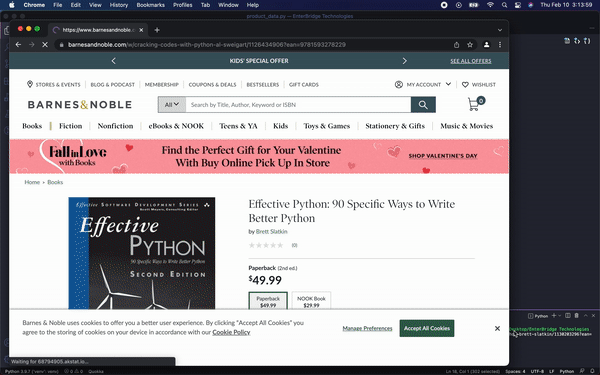 Chrome File Edit View History Bookmarks Profiles Tab Window Help
Thu Feb 10 3:13:59
product_data.py — EnterBridge Technologies
https://www.barnesandnoble.c
barnesandnoble.com/w/cracking-codes-with-python-al-sweigart/1126434906?ean=9781593278229
KIDS' SPECIAL OFFER
SEE ALL OFFERS
STORES & EVENTS BLOG & PODCAST MEMBERSHIP COUPONS & DEALS BESTSELLERS GIFT CARDS MY ACCOUNT WISHLIST
BARNES&NOBLE
All Search by Title, Author, Keyword or ISBN 0
Books Fiction Nonfiction eBooks & NOOK Teens & YA Kids Toys & Games Stationery & Gifts Music & Movies
Fall in Love
with Books
Find the Perfect Gift for Your Valentine
With Buy Online Pick Up In Store
SHOP VALENTINE'S DAY
Home • Books
Effective SOFTWARE DEVELOPMENT SERIES
Scott Meyers, Consulting Editor
Effective
PYTHON
90 Specific Ways to Write Better Python
SECOND EDITION
Effective Python: 90 Specific Ways to Write
Better Python
by Brett Slatkin
(0)
Paperback (2nd ed.)
$49.99
Paperback
$49.99
NOOK Book
$29.99
Barnes & Noble uses cookies to offer you a better user experience. By clicking "Accept All Cookies" you
agree to the storing of cookies on your device in accordance with our Cookie Policy
Manage Preferences
Accept All Cookies
Waiting for 68794905.akstat.io...
Python
EnterBridge Technologies
Python 3.9.7 ('venv': venv) 0 0 Quokka
Ln 16, Col 1 (302 selected) Spaces: 4 UTF-8 LF Python